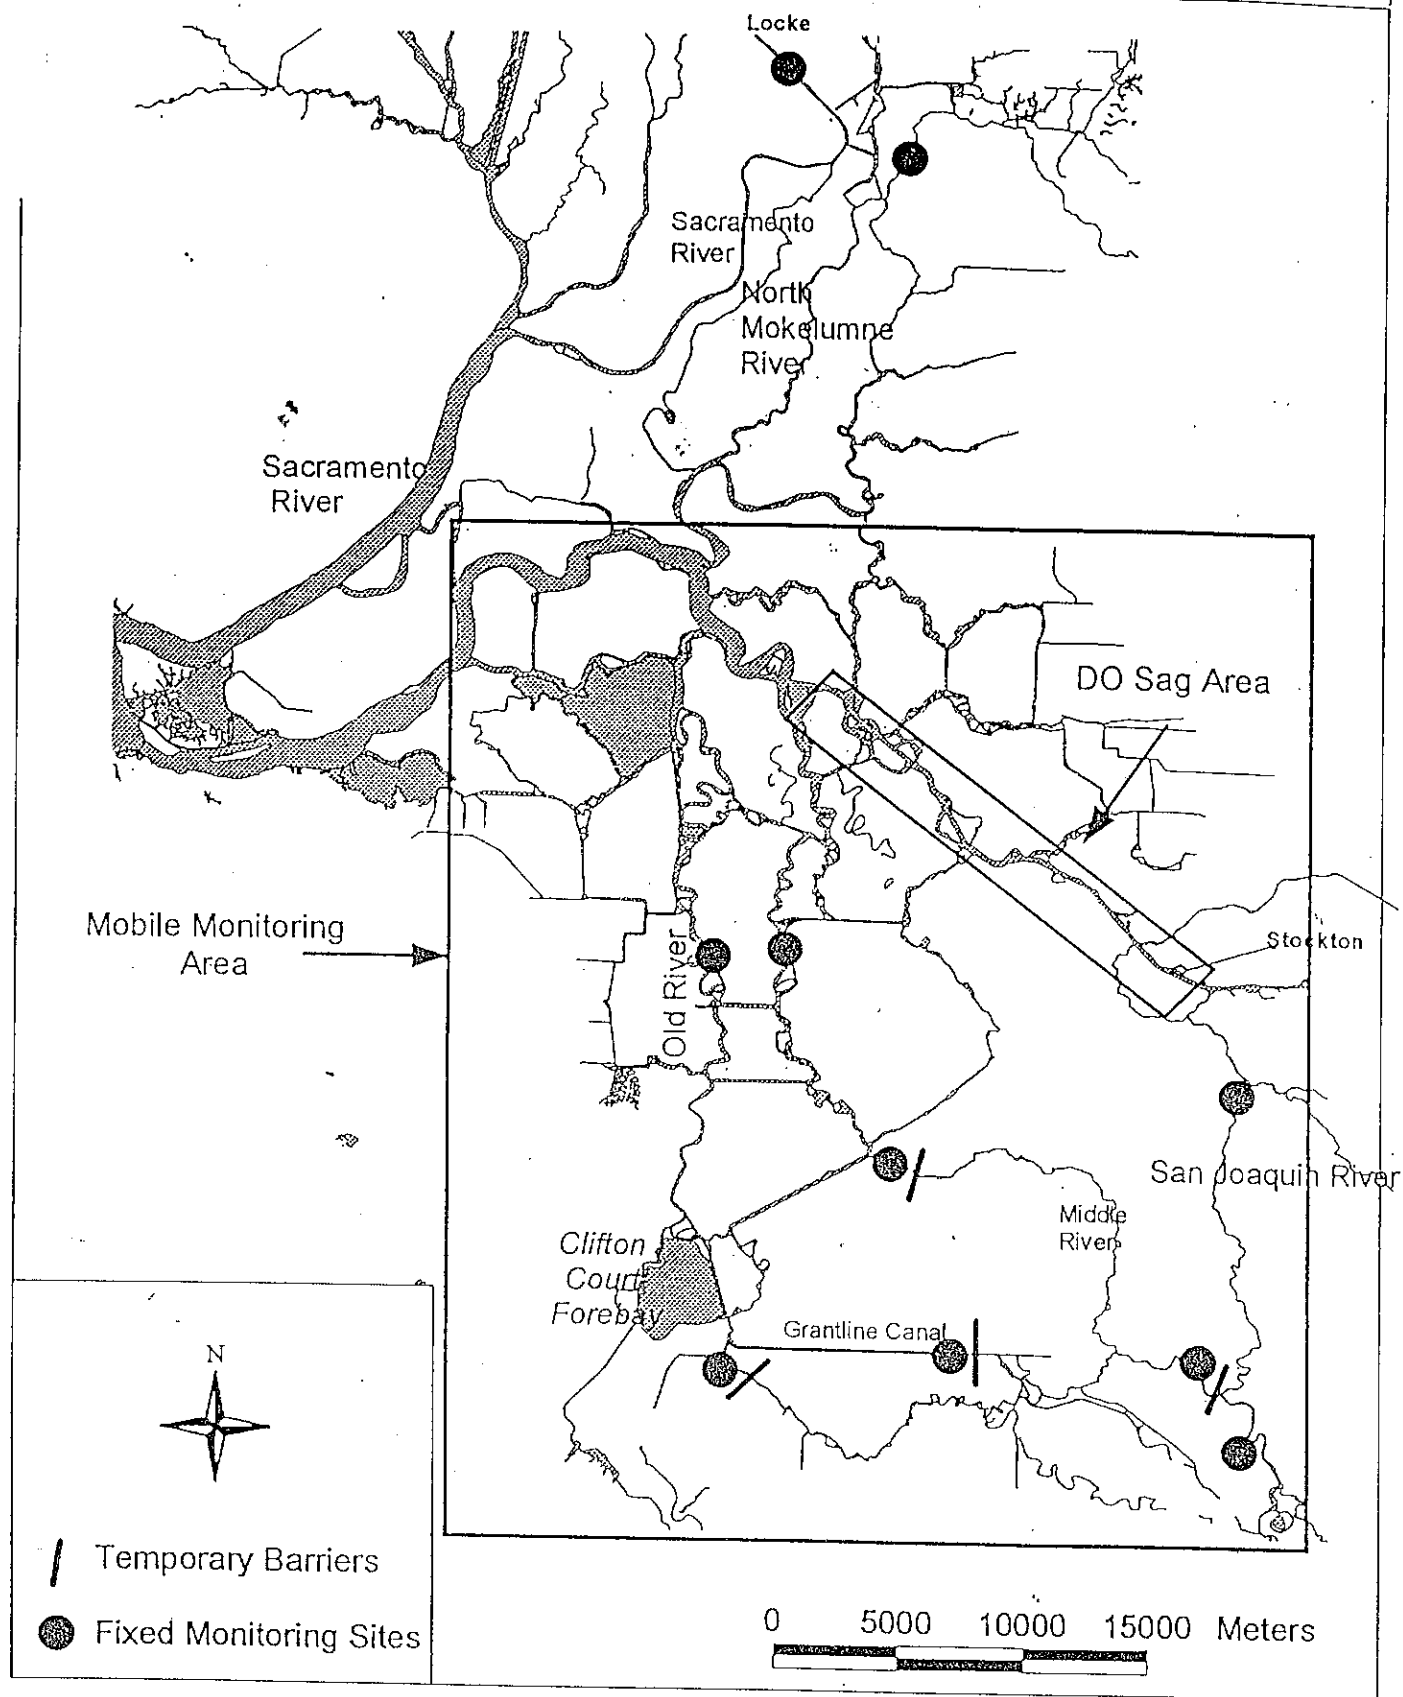 Locke
Sacramento
River
North
Mokelumne
River
Sacramento
River
DO Sag Area
Mobile Monitoring
Area
Stockton
Old River
San Joaquin River
Middle
River
Clifton
Court
Forebay
Grantline Canal
N
Temporary Barriers
Fixed Monitoring Sites
0 5000 10000 15000 Meters